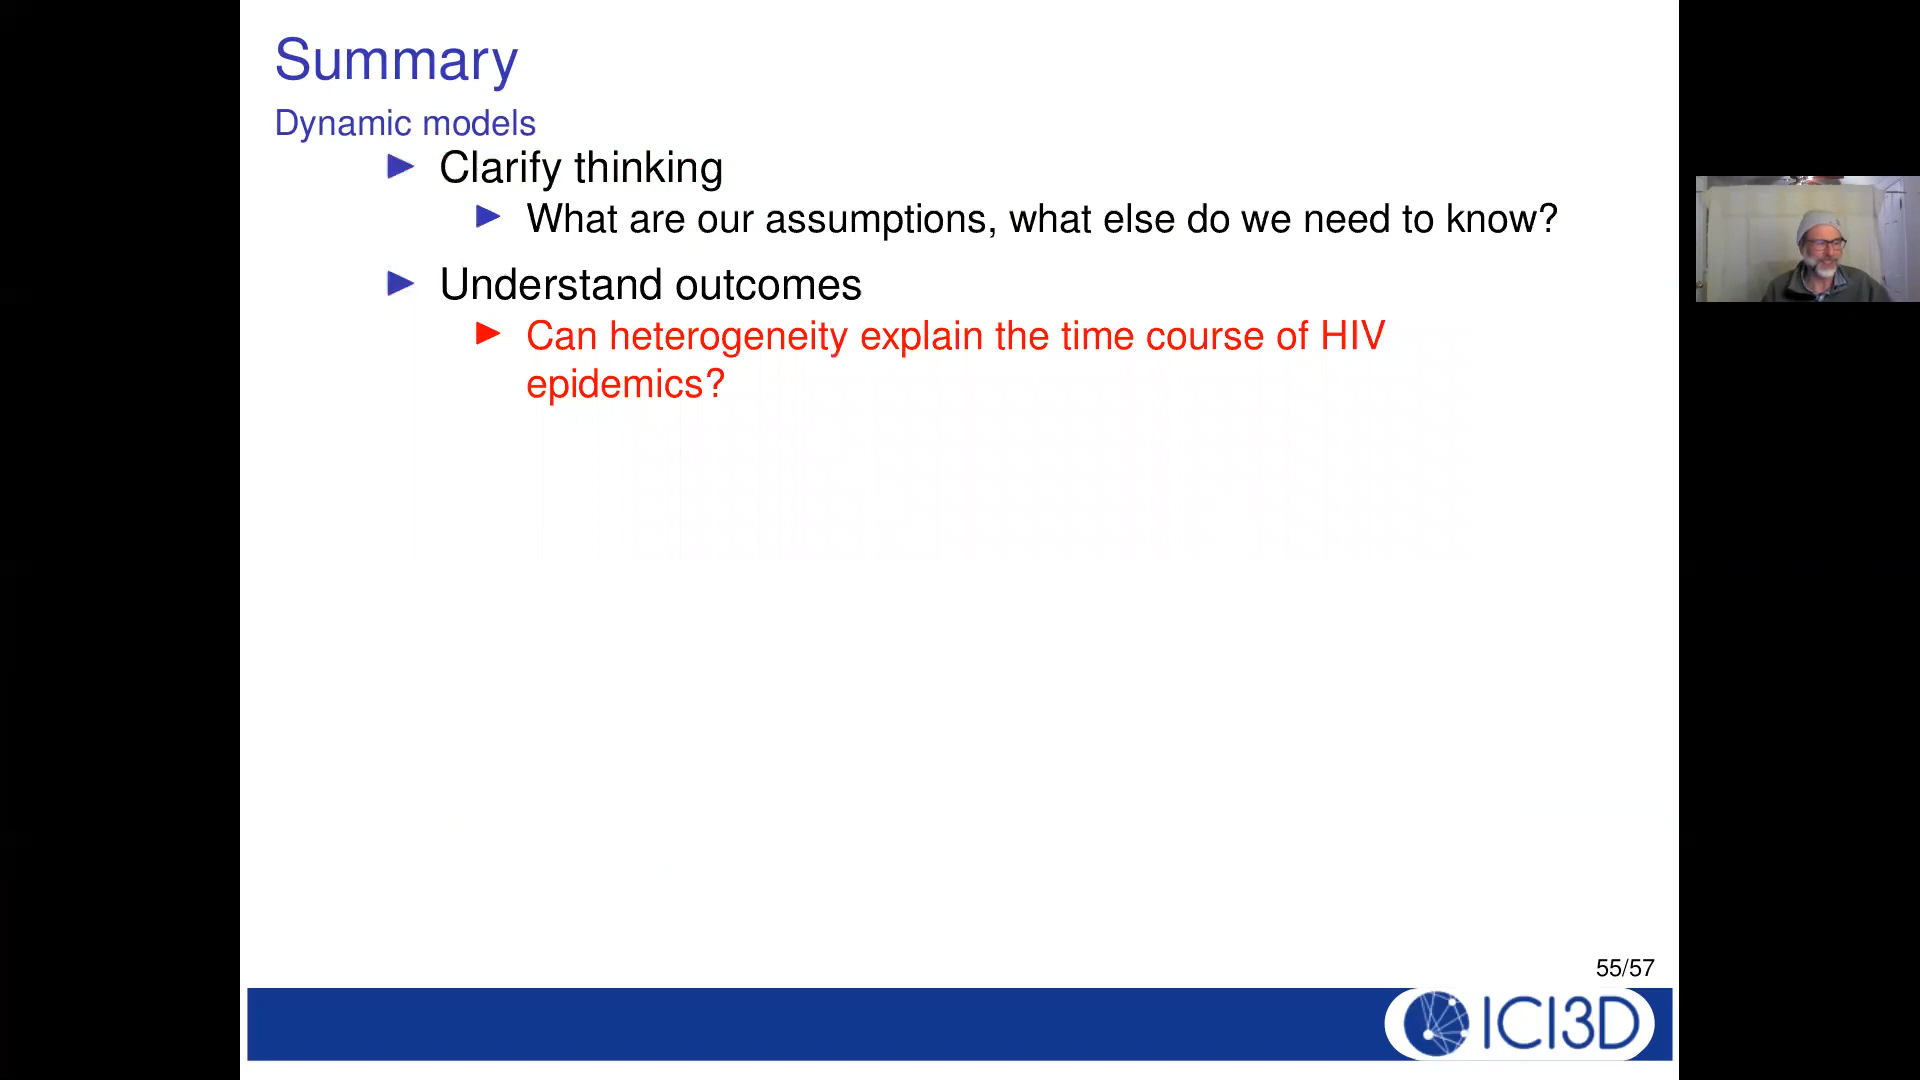 Summary
Dynamic models
Clarify thinking
What are our assumptions, what else do we need to know?
Understand outcomes
Can heterogeneity explain the time course of HIV
epidemics?
55/57
ICI3D